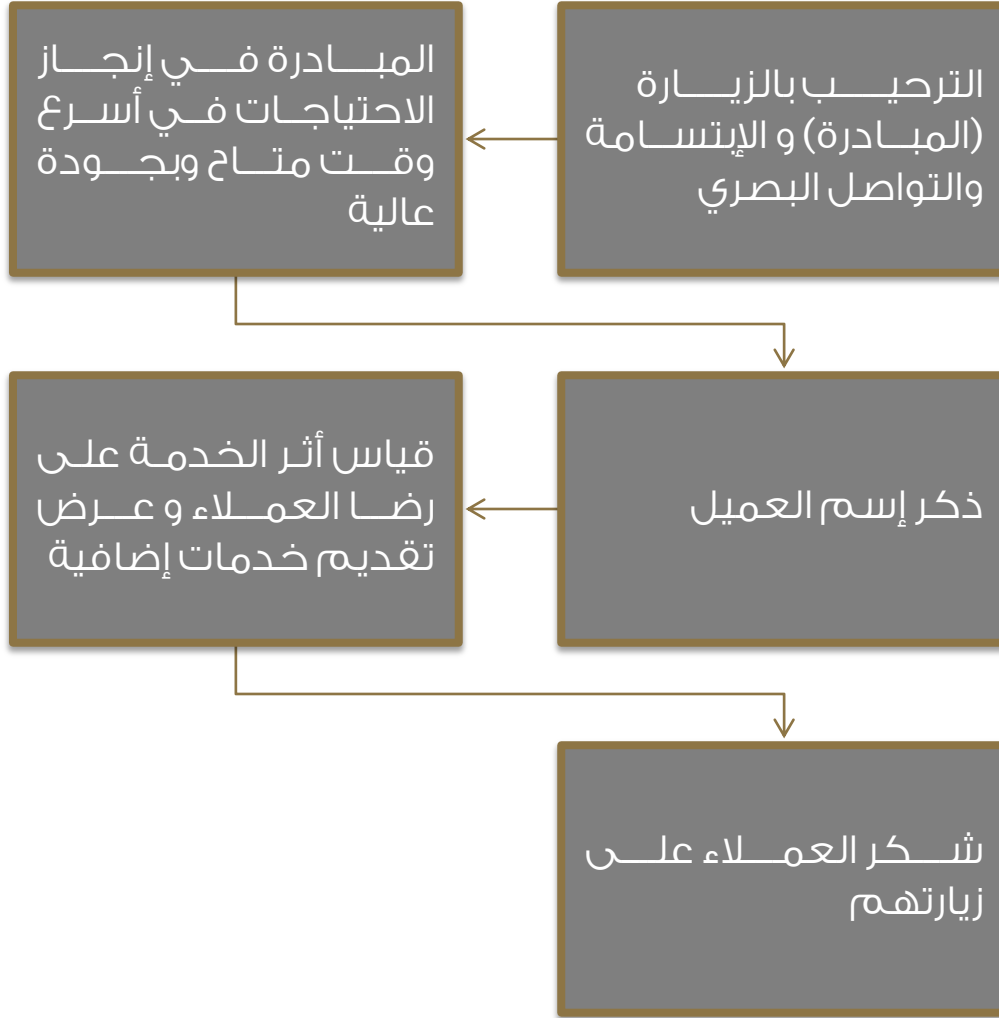 الترحيب بالزيارة
(المبادرة) و الإبتسامة
والتواصل البصري
المبادرة في إنجاز
الاحتياجات في أسرع
وقت متاح وبجودة
عالية
ذكر إسم العميل
قياس أثر الخدمة على
رضا العملاء و عرض
تقديم خدمات إضافية
شكر العملاء على
زيارتهم